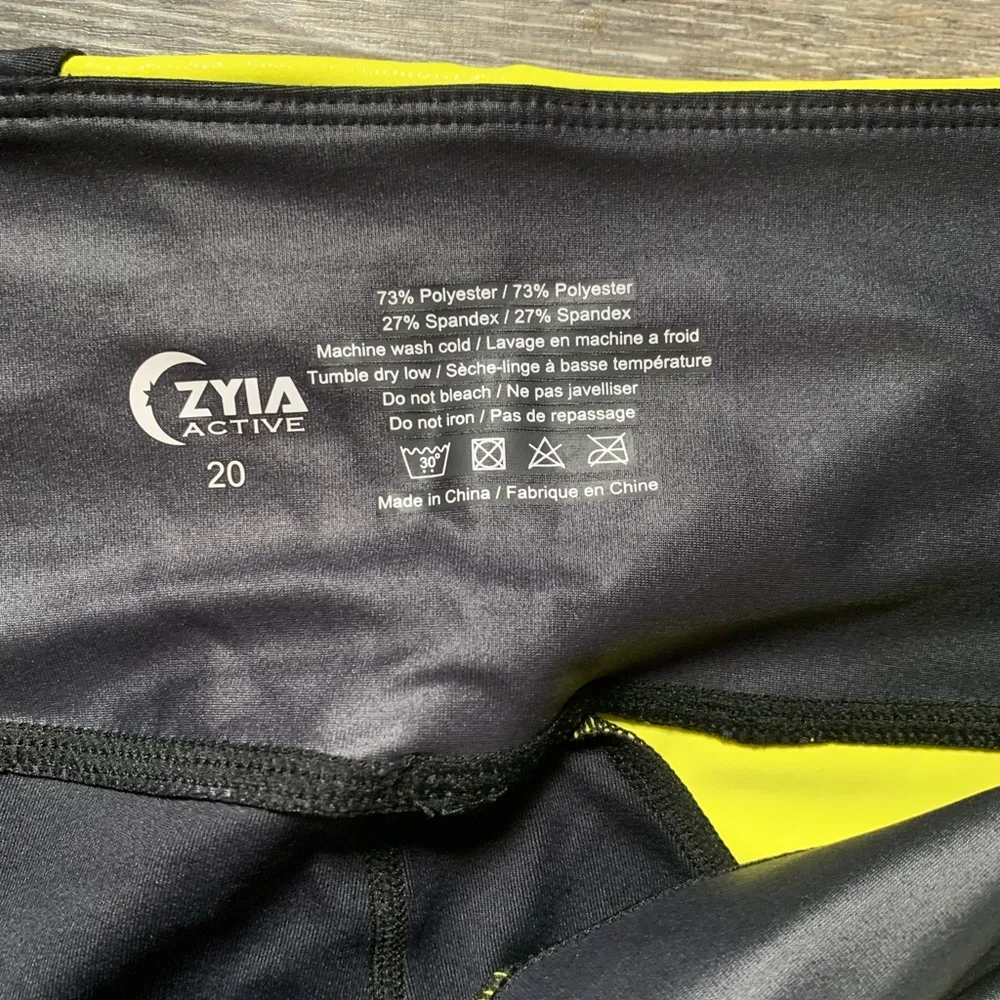 ZYIA
ACTIVE
20
73% Polyester / 73% Polyester
27% Spandex / 27% Spandex
Machine wash cold / Lavage en machine a froid
Tumble dry low / Sèche-linge à basse température
Do not bleach / Ne pas javelliser
Do not iron / Pas de repassage
30°
Made in China / Fabrique en Chine